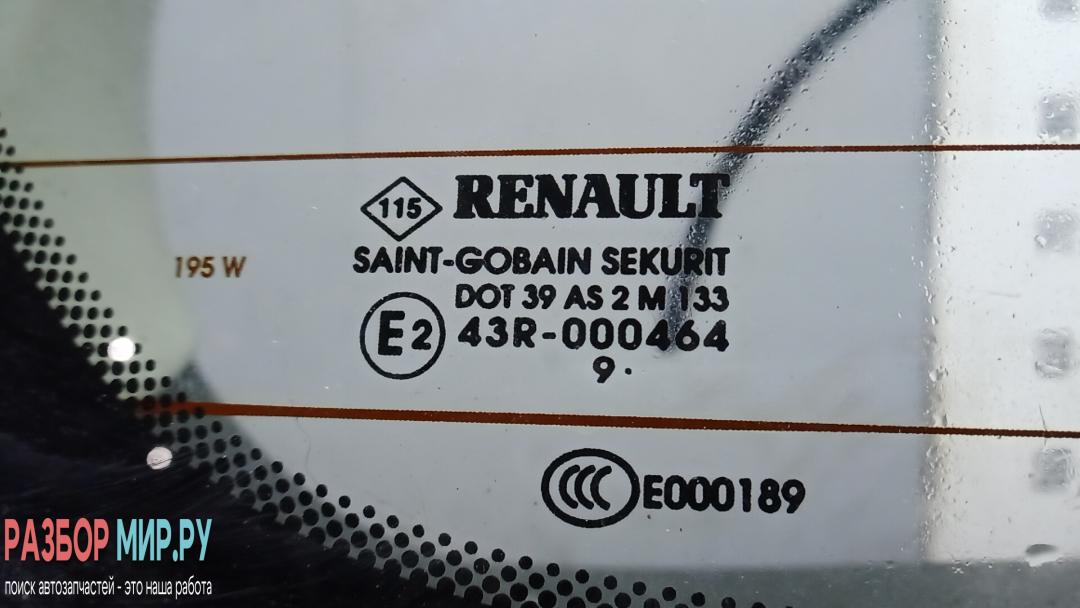 115 RENAULT
195 W
SAINT-GOBAIN SEKURIT
DOT 39 AS 2 M 133
E2 43R-000464
9 .
CCC E000189
РАЗБОР МИР.РУ
поиск автозапчастей - это наша работа